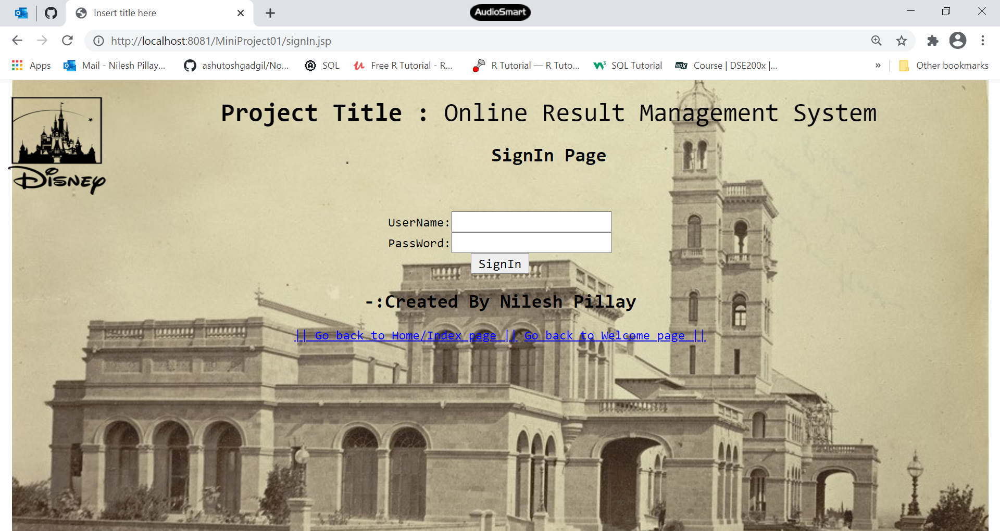 Insert title here
AudioSmart
http://localhost:8081/MiniProject01/signIn.jsp
Apps Mail - Nilesh Pillay... ashutoshgadgil/No... SOL Free R Tutorial - R... R Tutorial — R Tuto... W3 SQL Tutorial edX Course | DSE200x |... » Other bookmarks
Project Title : Online Result Management System
SignIn Page
Disney
UserName:
PassWord:
SignIn
-:Created By Nilesh Pillay
|| Go back to Home/Index page || Go back to Welcome page ||